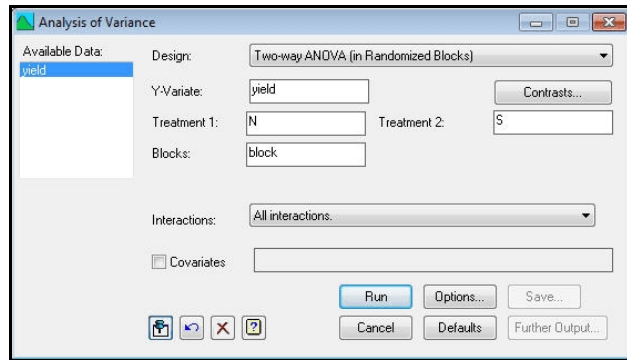 Analysis of Variance
Available Data:
yield
Design: Two-way ANOVA (in Randomized Blocks)
Y-Variate: yield Contrasts...
Treatment 1: N Treatment 2: S
Blocks: block
Interactions: All interactions.
Covariates
Run Options... Save...
Cancel Defaults Further Output...